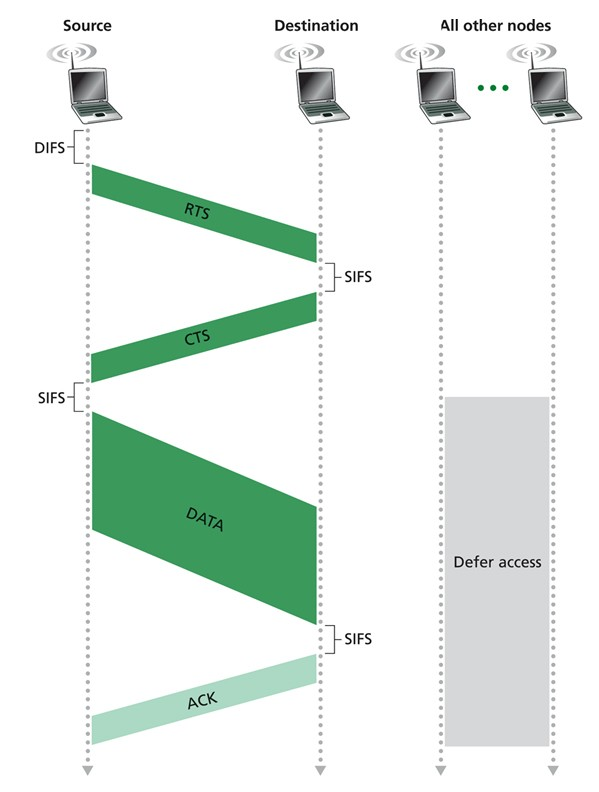 Source
Destination
All other nodes
DIFS
RTS
SIFS
CTS
SIFS
DATA
Defer access
SIFS
ACK